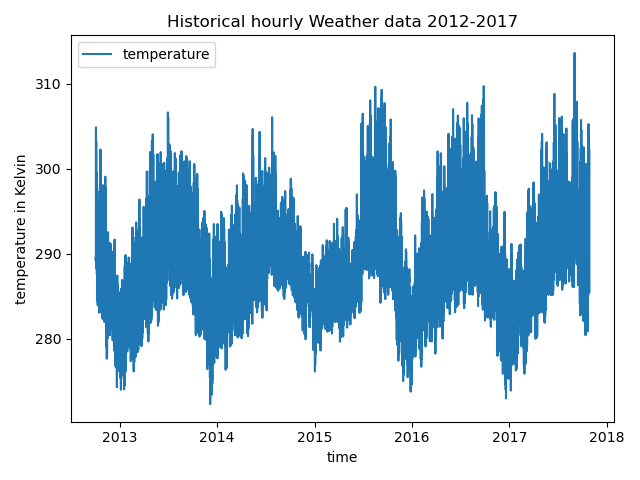 Historical hourly Weather data 2012-2017
temperature
310
300
290
280
temperature in Kelvin
2013 2014 2015 2016 2017 2018
time